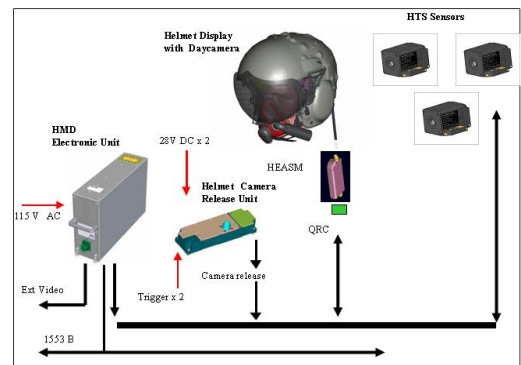 HTS Sensors
Helmet Display
with Daycamera
HMD
Electronic Unit
28V DC x 2
HEASM
Helmet Camera
Release Unit
115 V AC
QRC
Camera release
Ext Video
Trigger x 2
1553 B